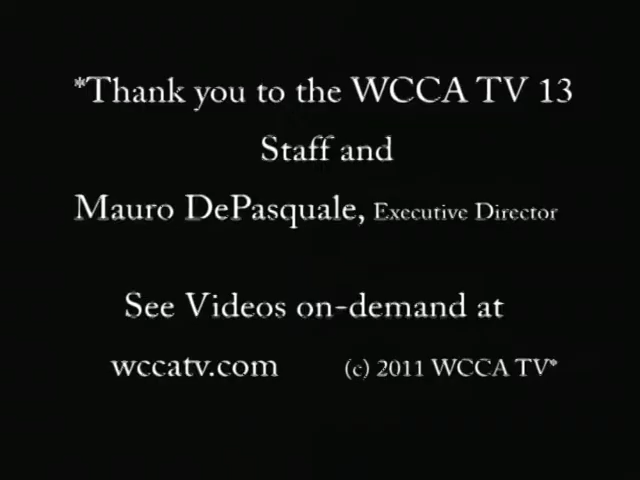 *Thank you to the WCCA TV 13
Staff and
Mauro DePasquale, Executive Director
See Videos on-demand at
wccatv.com (c) 2011 WCCA TV*